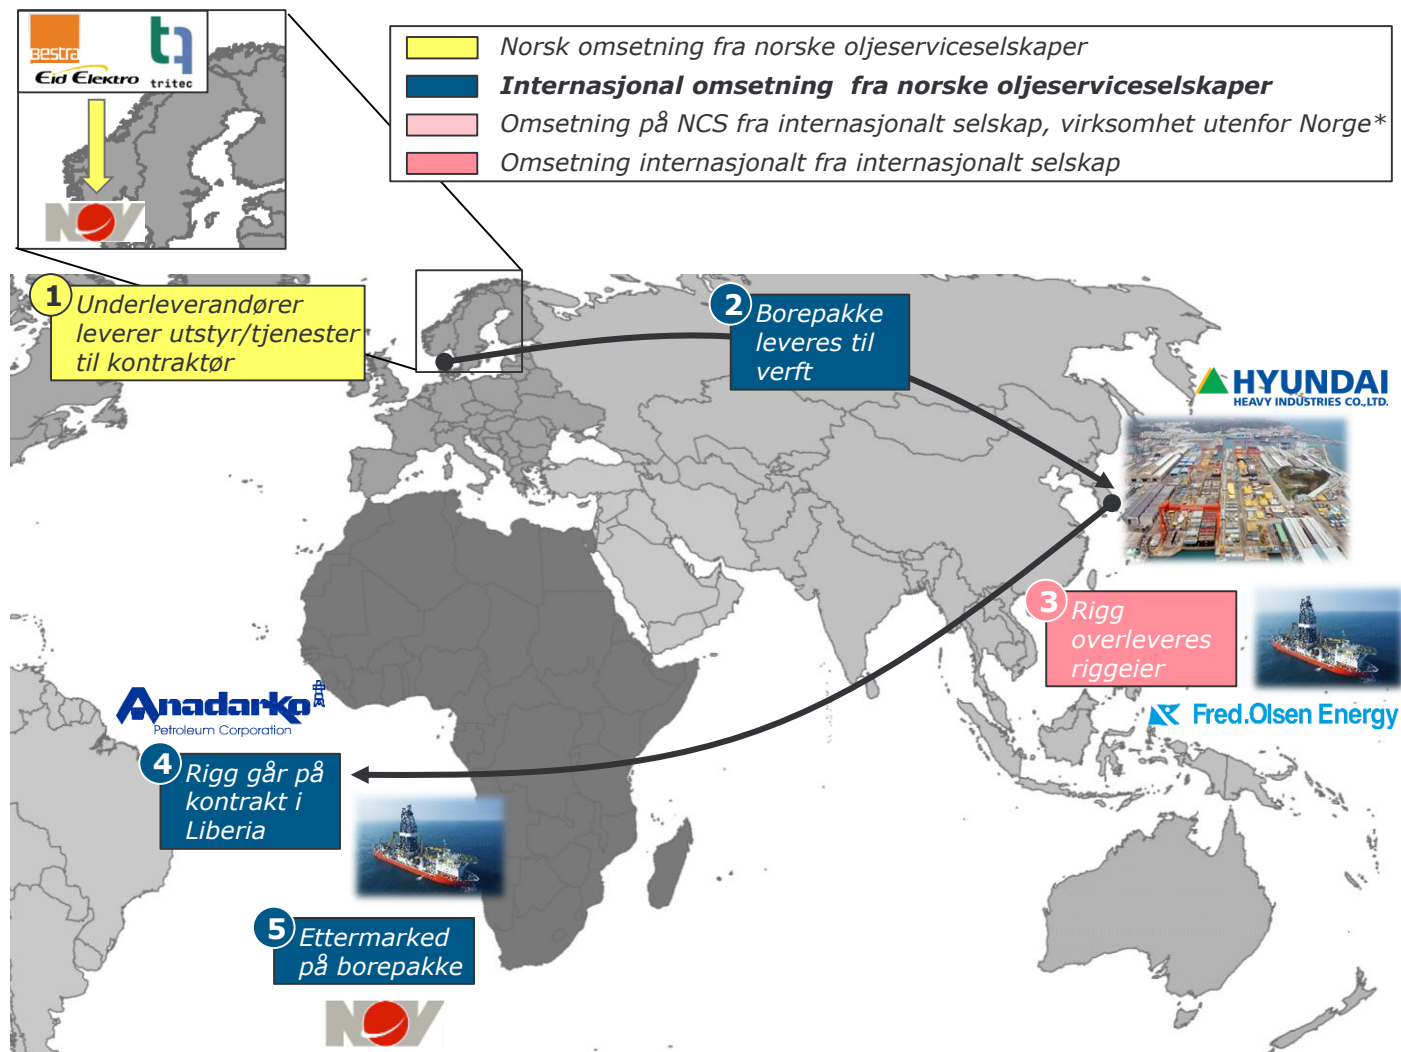 BESTra
Eid Elektro
tritec
NOV
Norsk omsetning fra norske oljeserviceselskaper
Internasjonal omsetning fra norske oljeserviceselskaper
Omsetning på NCS fra internasjonalt selskap, virksomhet utenfor Norge*
Omsetning internasjonalt fra internasjonalt selskap
1
Underleverandører
leverer utstyr/tjenester
til kontraktør
2
Borepakke
leveres til
verft
HYUNDAI
HEAVY INDUSTRIES CO.,LTD.
3
Rigg
overleveres
riggeier
Fred.Olsen Energy
Anadarko
Petroleum Corporation
4
Rigg går på
kontrakt i
Liberia
5
Ettermarked
på borepakke
NOV